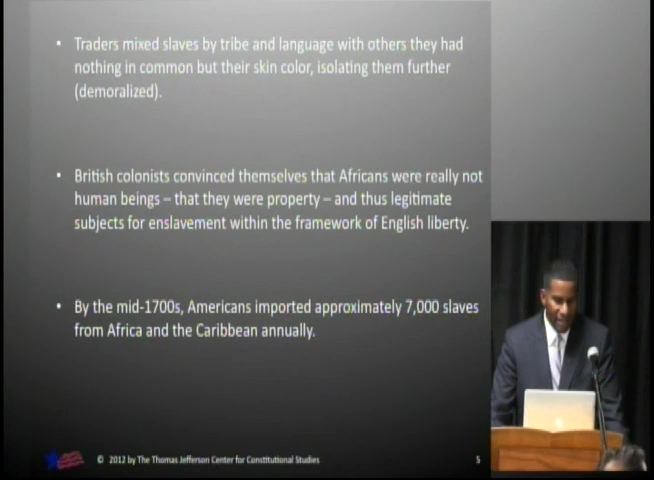 • Traders mixed slaves by tribe and language with others they had
nothing in common but their skin color, isolating them further
(demoralized).
• British colonists convinced themselves that Africans were really not
human beings – that they were property – and thus legitimate
subjects for enslavement within the framework of English liberty.
• By the mid-1700s, Americans imported approximately 7,000 slaves
from Africa and the Caribbean annually.
© 2012 by The Thomas Jefferson Center for Constitutional Studies
5